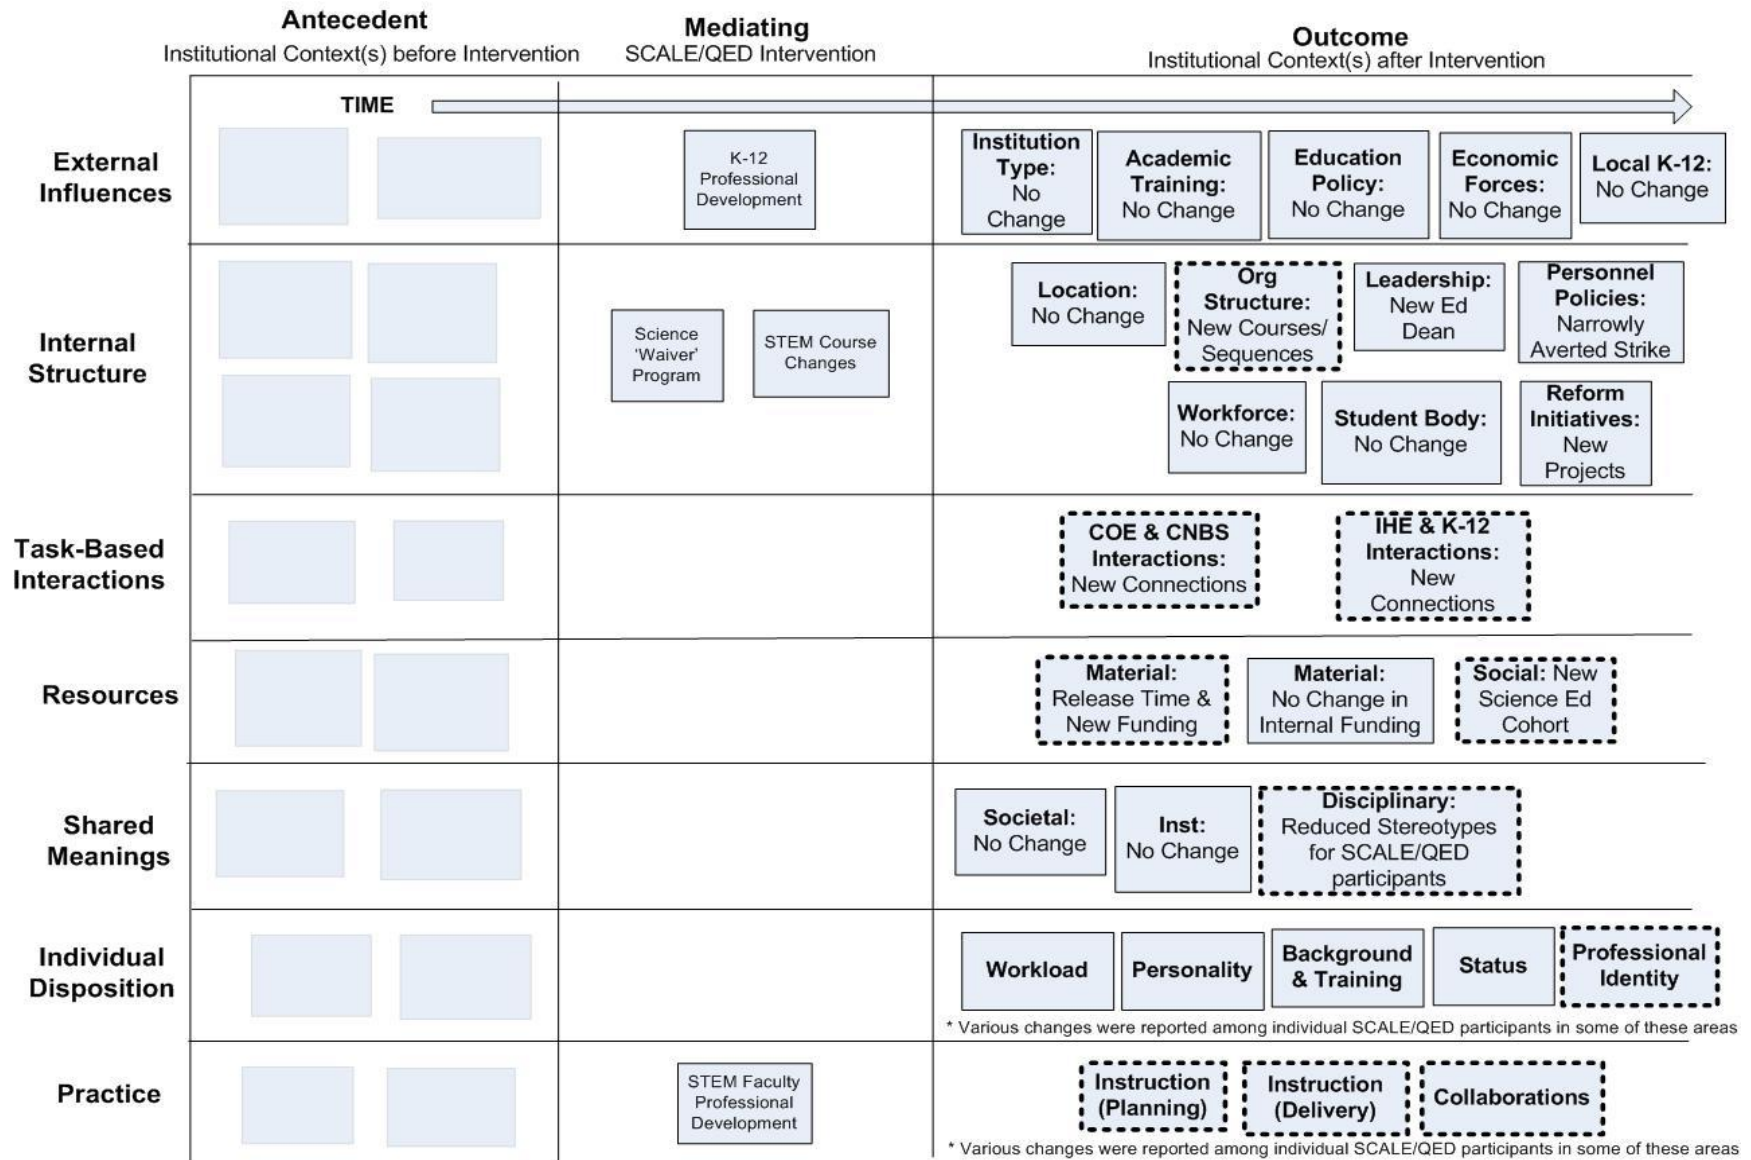 Antecedent
Institutional Context(s) before Intervention
Mediating
SCALE/QED Intervention
Outcome
Institutional Context(s) after Intervention
TIME
External
Influences
K-12
Professional
Development
Institution
Type:
No
Change
Academic
Training:
No Change
Education
Policy:
No Change
Economic
Forces:
No Change
Local K-12:
No Change
Internal
Structure
Science
‘Waiver’
Program
STEM Course
Changes
Location:
No Change
Org
Structure:
New Courses/
Sequences
Leadership:
New Ed
Dean
Personnel
Policies:
Narrowly
Averted Strike
Workforce:
No Change
Student Body:
No Change
Reform
Initiatives:
New
Projects
Task-Based
Interactions
COE & CNBS
Interactions:
New Connections
IHE & K-12
Interactions:
New
Connections
Resources
Material:
Release Time &
New Funding
Material:
No Change in
Internal Funding
Social: New
Science Ed
Cohort
Shared
Meanings
Societal:
No Change
Inst:
No Change
Disciplinary:
Reduced Stereotypes
for SCALE/QED
participants
Individual
Disposition
Workload
Personality
Background
& Training
Status
Professional
Identity
* Various changes were reported among individual SCALE/QED participants in some of these areas
Practice
STEM Faculty
Professional
Development
Instruction
(Planning)
Instruction
(Delivery)
Collaborations
* Various changes were reported among individual SCALE/QED participants in some of these areas